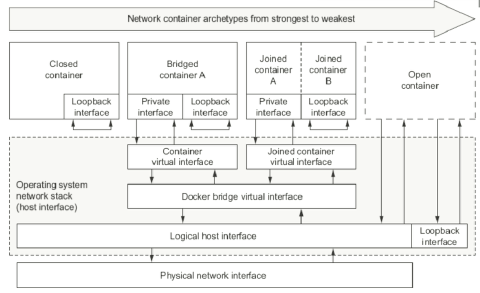 Network container archetypes from strongest to weakest
Closed
container
Loopback
interface
Bridged
container A
Private
interface
Loopback
interface
Joined
container
A
Joined
container
B
Private
interface
Loopback
interface
Open
container
Container
virtual interface
Joined container
virtual interface
Operating system
network stack
(host interface)
Docker bridge virtual interface
Logical host interface
Loopback
interface
Physical network interface